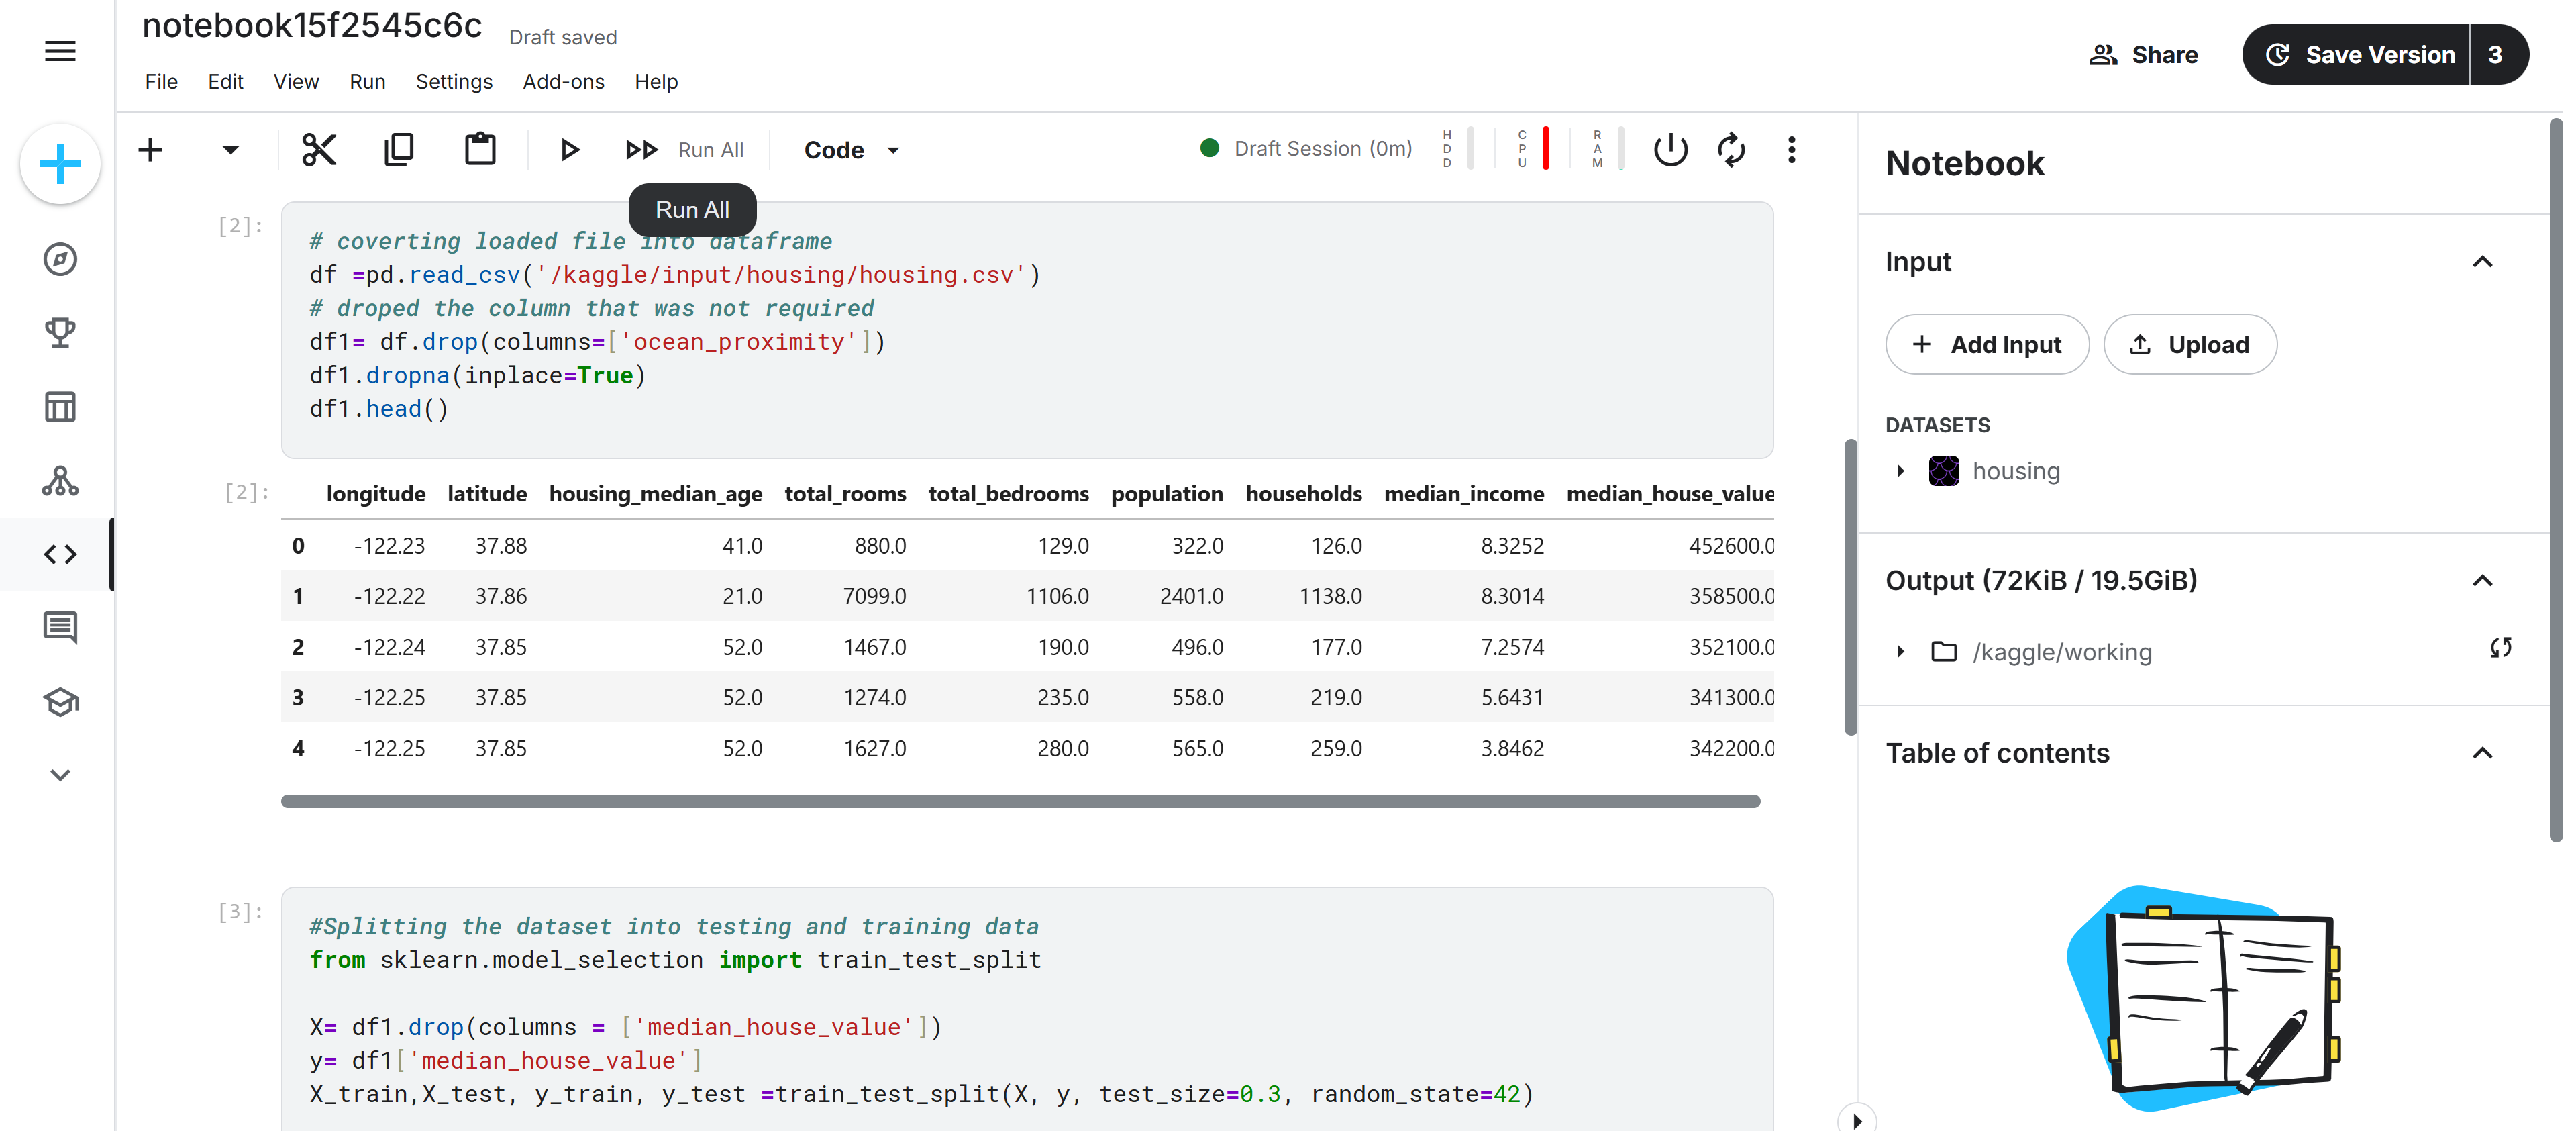 notebook15f2545c6c Draft saved
File Edit View Run Settings Add-ons Help
Share
Save Version 3
Run All
Code
Draft Session (0m)
HDD
CPU
RAM
Run All
[2]:
# coverting loaded file into dataframe
df =pd.read_csv('/kaggle/input/housing/housing.csv')
# droped the column that was not required
df1= df.drop(columns=['ocean_proximity'])
df1.dropna(inplace=True)
df1.head()
[2]:
longitude latitude housing_median_age total_rooms total_bedrooms population households median_income median_house_value
0 -122.23 37.88 41.0 880.0 129.0 322.0 126.0 8.3252 452600.0
1 -122.22 37.86 21.0 7099.0 1106.0 2401.0 1138.0 8.3014 358500.0
2 -122.24 37.85 52.0 1467.0 190.0 496.0 177.0 7.2574 352100.0
3 -122.25 37.85 52.0 1274.0 235.0 558.0 219.0 5.6431 341300.0
4 -122.25 37.85 52.0 1627.0 280.0 565.0 259.0 3.8462 342200.0
[3]:
#Splitting the dataset into testing and training data
from sklearn.model_selection import train_test_split
X= df1.drop(columns = ['median_house_value'])
y= df1['median_house_value']
X_train,X_test, y_train, y_test =train_test_split(X, y, test_size=0.3, random_state=42)
Notebook
Input
Add Input
Upload
DATASETS
housing
Output (72KiB / 19.5GiB)
/kaggle/working
Table of contents